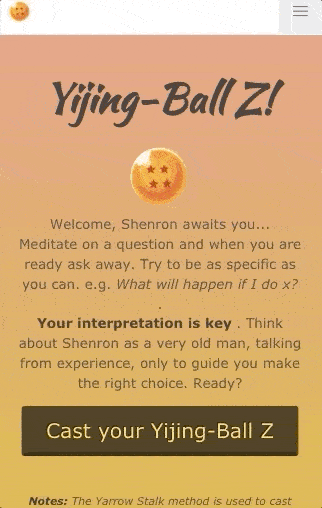 Yijing-Ball Z!
Welcome, Shenron awaits you...
Meditate on a question and when you are
ready ask away. Try to be as specific as
you can. e.g. What will happen if I do x?
.
Your interpretation is key . Think
about Shenron as a very old man, talking
from experience, only to guide you make
the right choice. Ready?
Cast your Yijing-Ball Z
Notes: The Yarrow Stalk method is used to cast